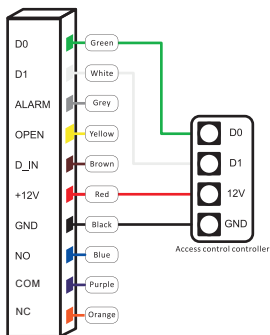 D0 Green
D1 White
ALARM Grey
OPEN Yellow
D_IN Brown
+12V Red
GND Black
NO Blue
COM Purple
NC Orange
D0
D1
12V
GND
Access control controller